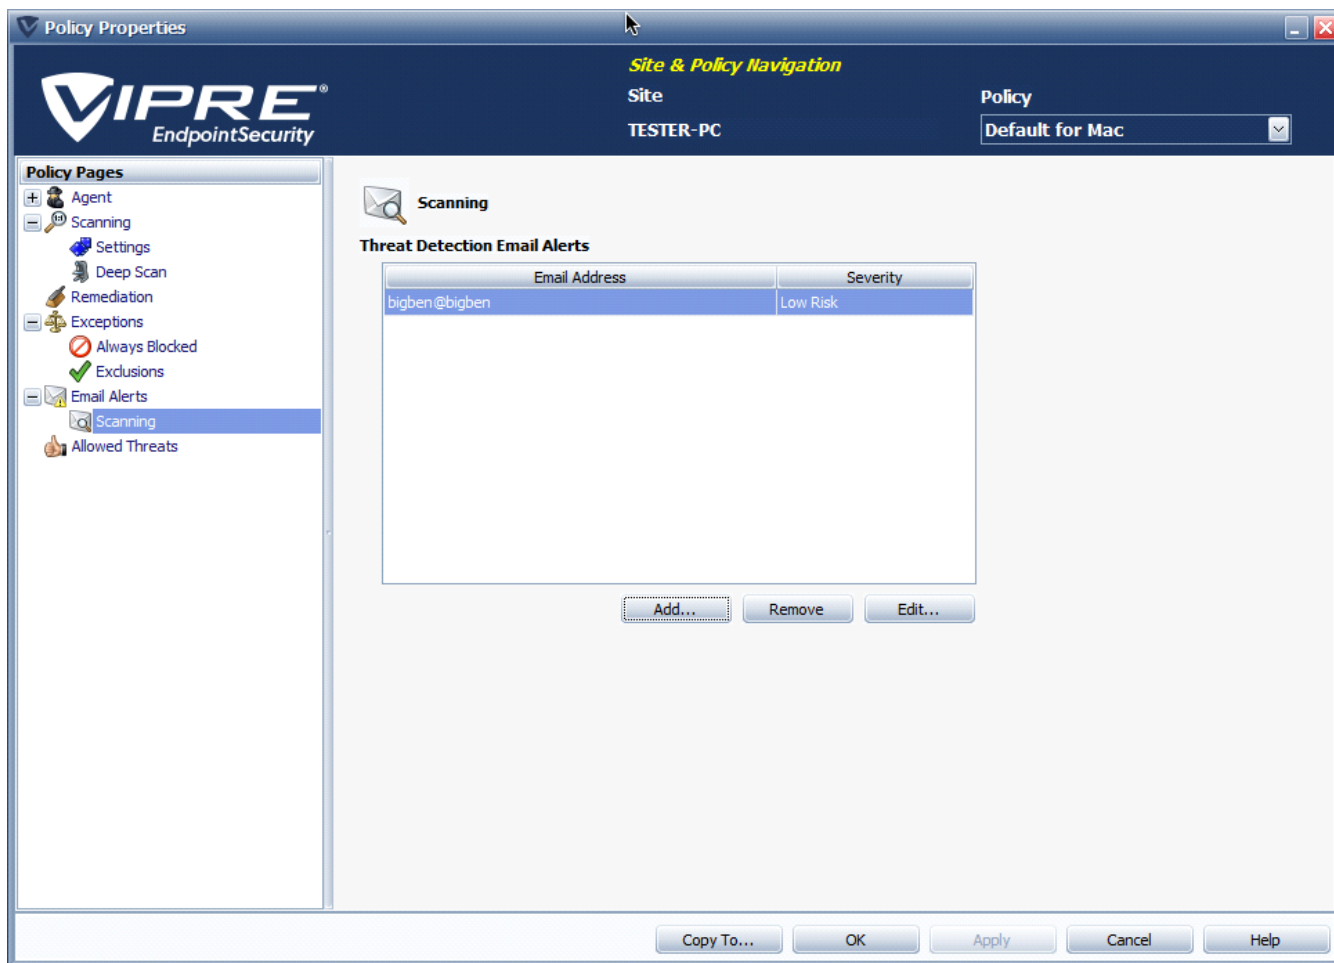 Policy Properties
VIPRE®
EndpointSecurity
Site & Policy Navigation
Site
Policy
TESTER-PC
Default for Mac
Policy Pages
Agent
Scanning
Settings
Deep Scan
Remediation
Exceptions
Always Blocked
Exclusions
Email Alerts
Scanning
Allowed Threats
Scanning
Threat Detection Email Alerts
Email Address Severity
bigben@bigben Low Risk
Add... Remove Edit...
Copy To... OK Apply Cancel Help